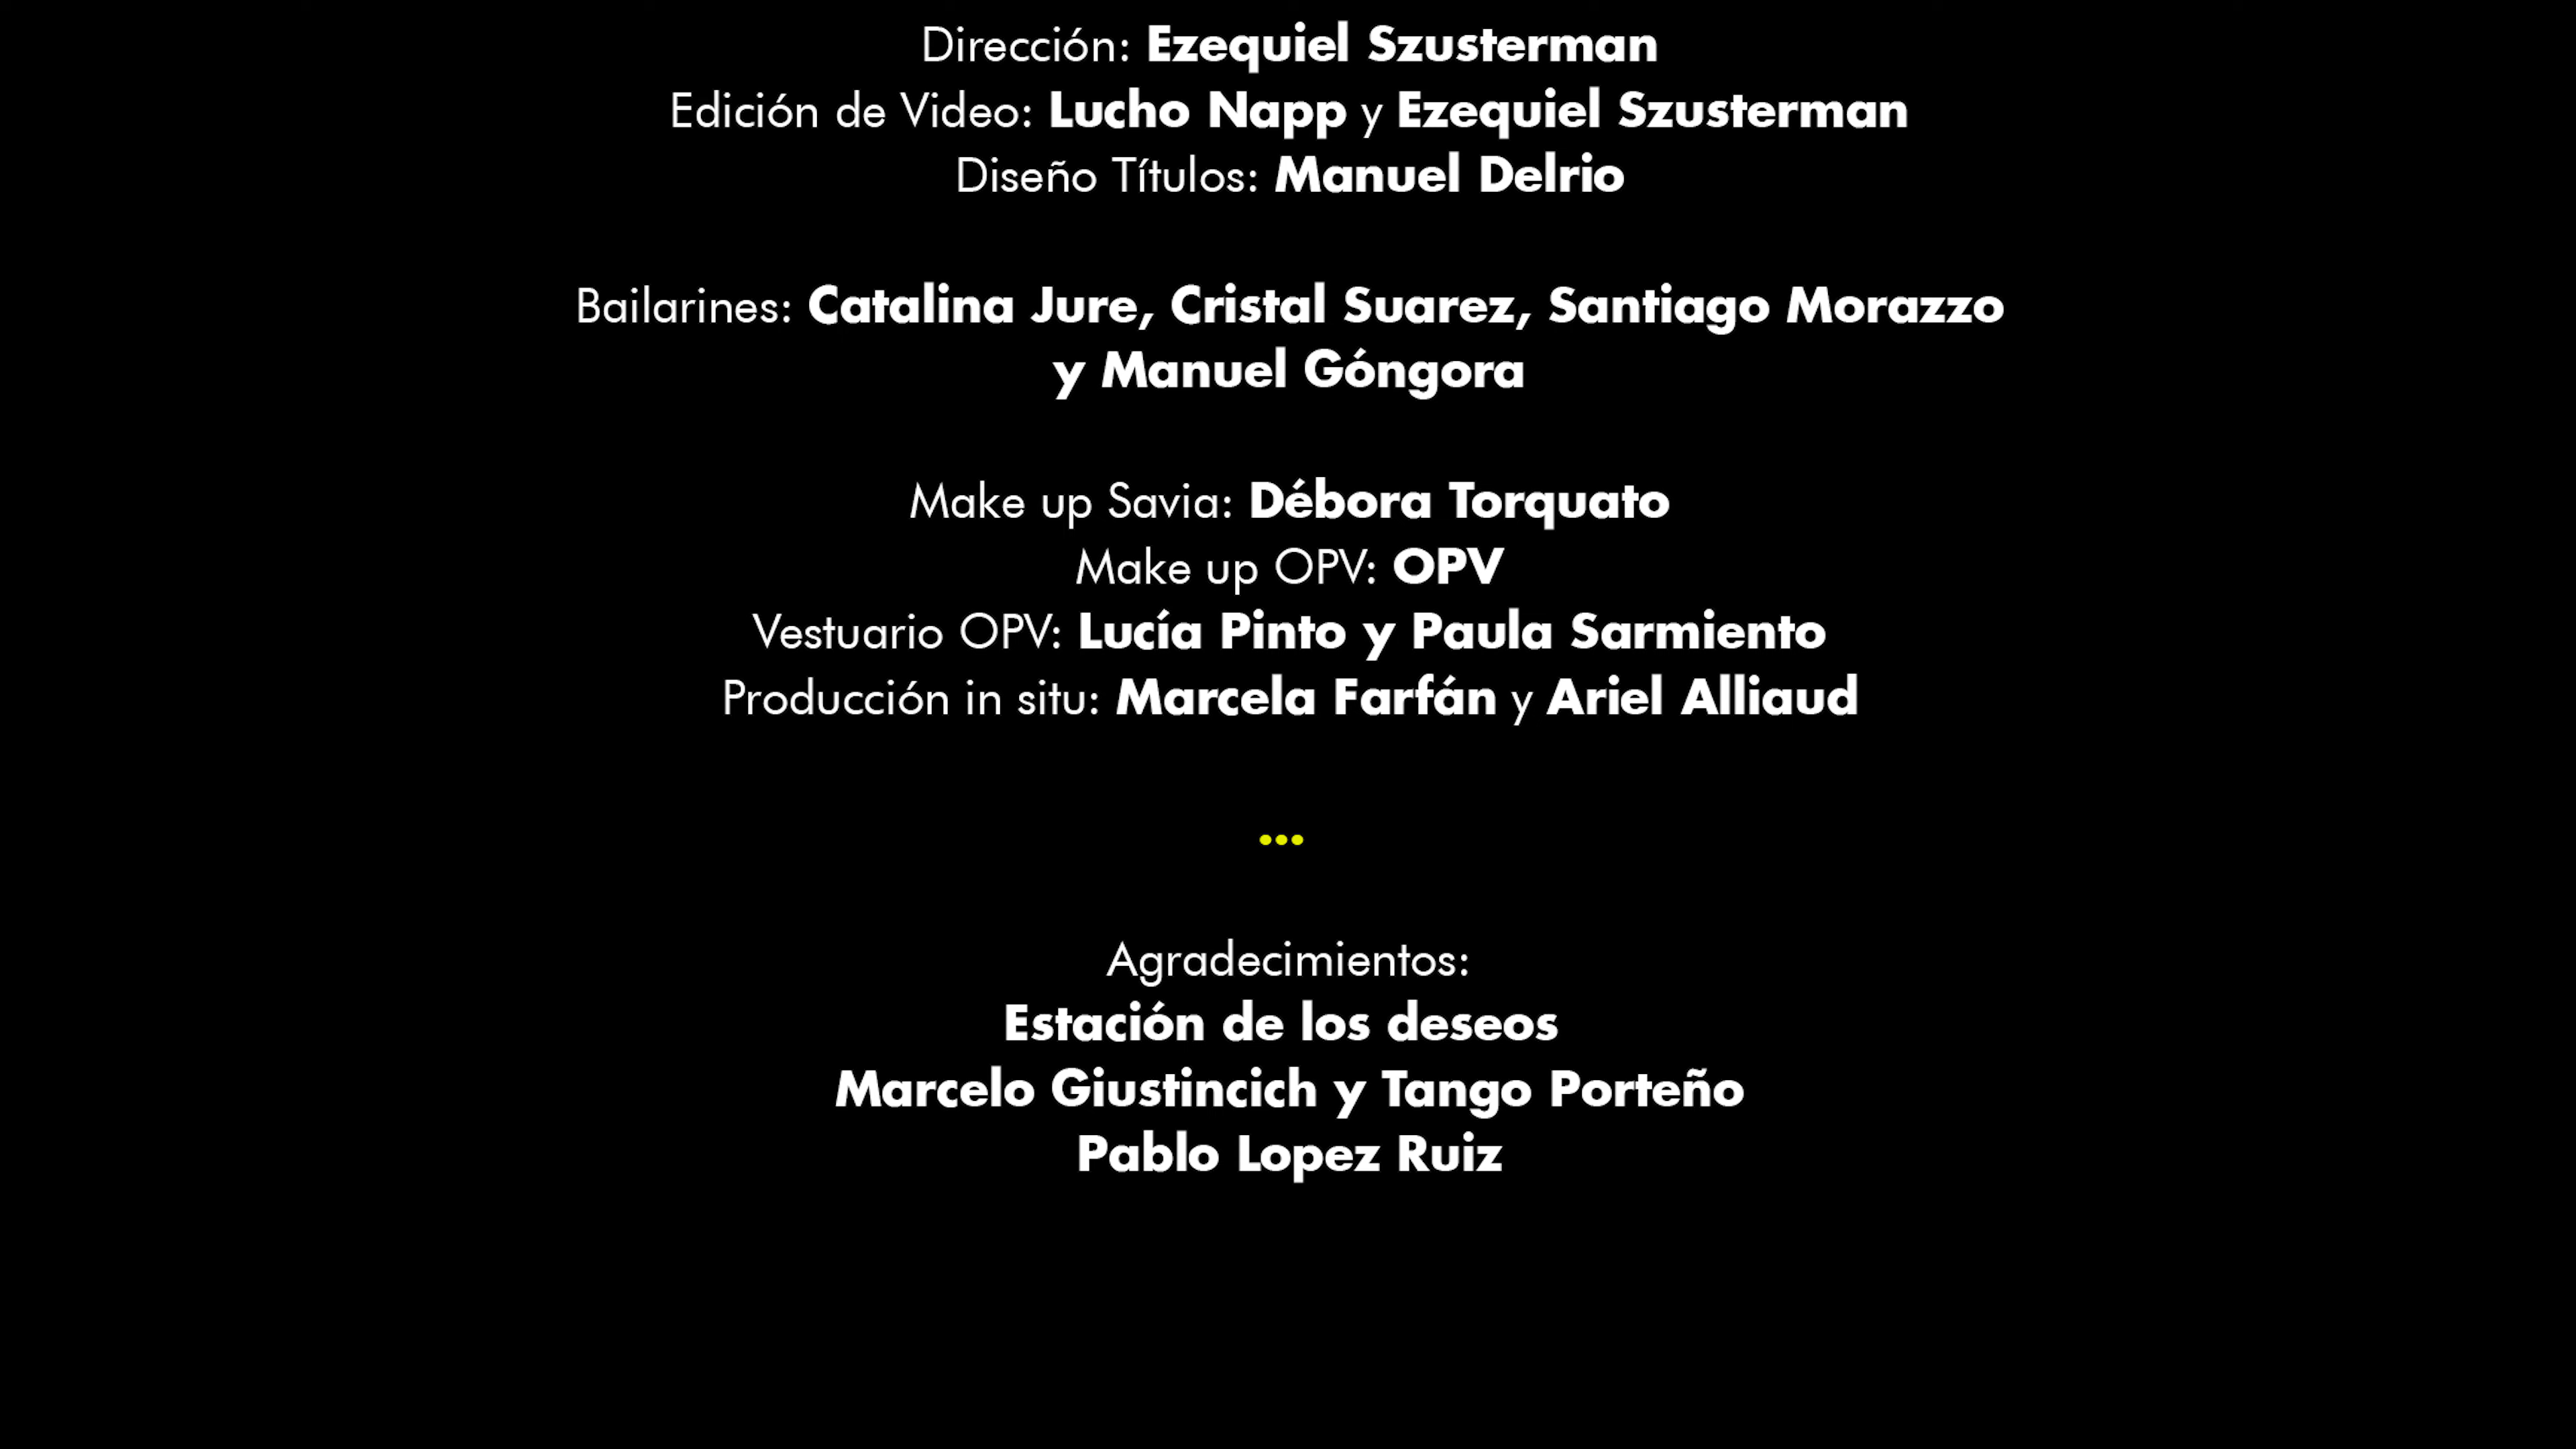 Dirección: Ezequiel Szusterman
Edición de Video: Lucho Napp y Ezequiel Szusterman
Diseño Títulos: Manuel Delrio
Bailarines: Catalina Jure, Cristal Suarez, Santiago Morazzo
y Manuel Góngora
Make up Savia: Débora Torquato
Make up OPV: OPV
Vestuario OPV: Lucía Pinto y Paula Sarmiento
Producción in situ: Marcela Farfán y Ariel Alliaud
...
Agradecimientos:
Estación de los deseos
Marcelo Giustincich y Tango Porteño
Pablo Lopez Ruiz